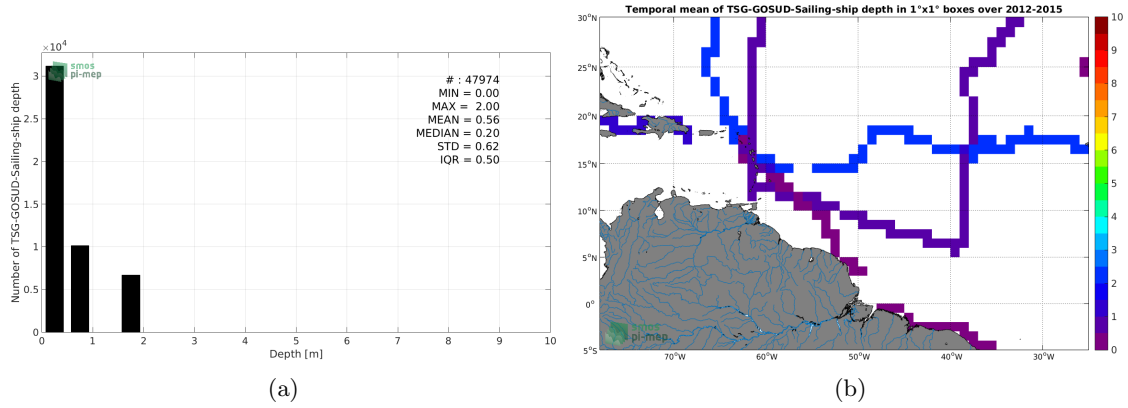 ×10⁴
smos
pi-mep
# : 47974
MIN = 0.00
MAX = 2.00
MEAN = 0.56
MEDIAN = 0.20
STD = 0.62
IQR = 0.50
Number of TSG-GOSUD-Sailing-ship depth
3
2.5
2
1.5
1
0.5
0
0 1 2 3 4 5 6 7 8 9 10
Depth [m]
(a)
Temporal mean of TSG-GOSUD-Sailing-ship depth in 1°x1° boxes over 2012-2015
30°N
25°N
20°N
15°N
10°N
5°N
0°
5°S
70°W 60°W 50°W 40°W 30°W
smos
pi-mep
10
9
8
7
6
5
4
3
2
1
0
(b)